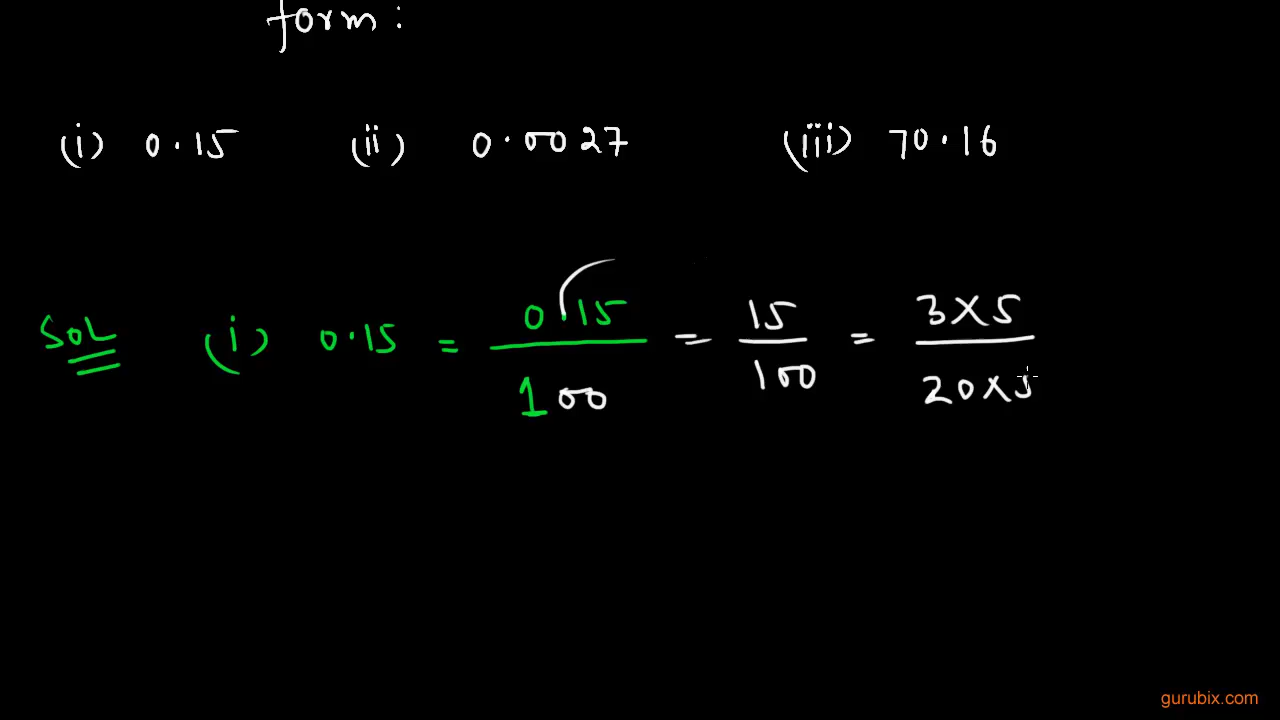 form:
(i) 0.15 (ii) 0.0027 (iii) 70.16
SOL (i) 0.15 = 0.15/100 = 15/100 = 3×5/20×5
gurubix.com